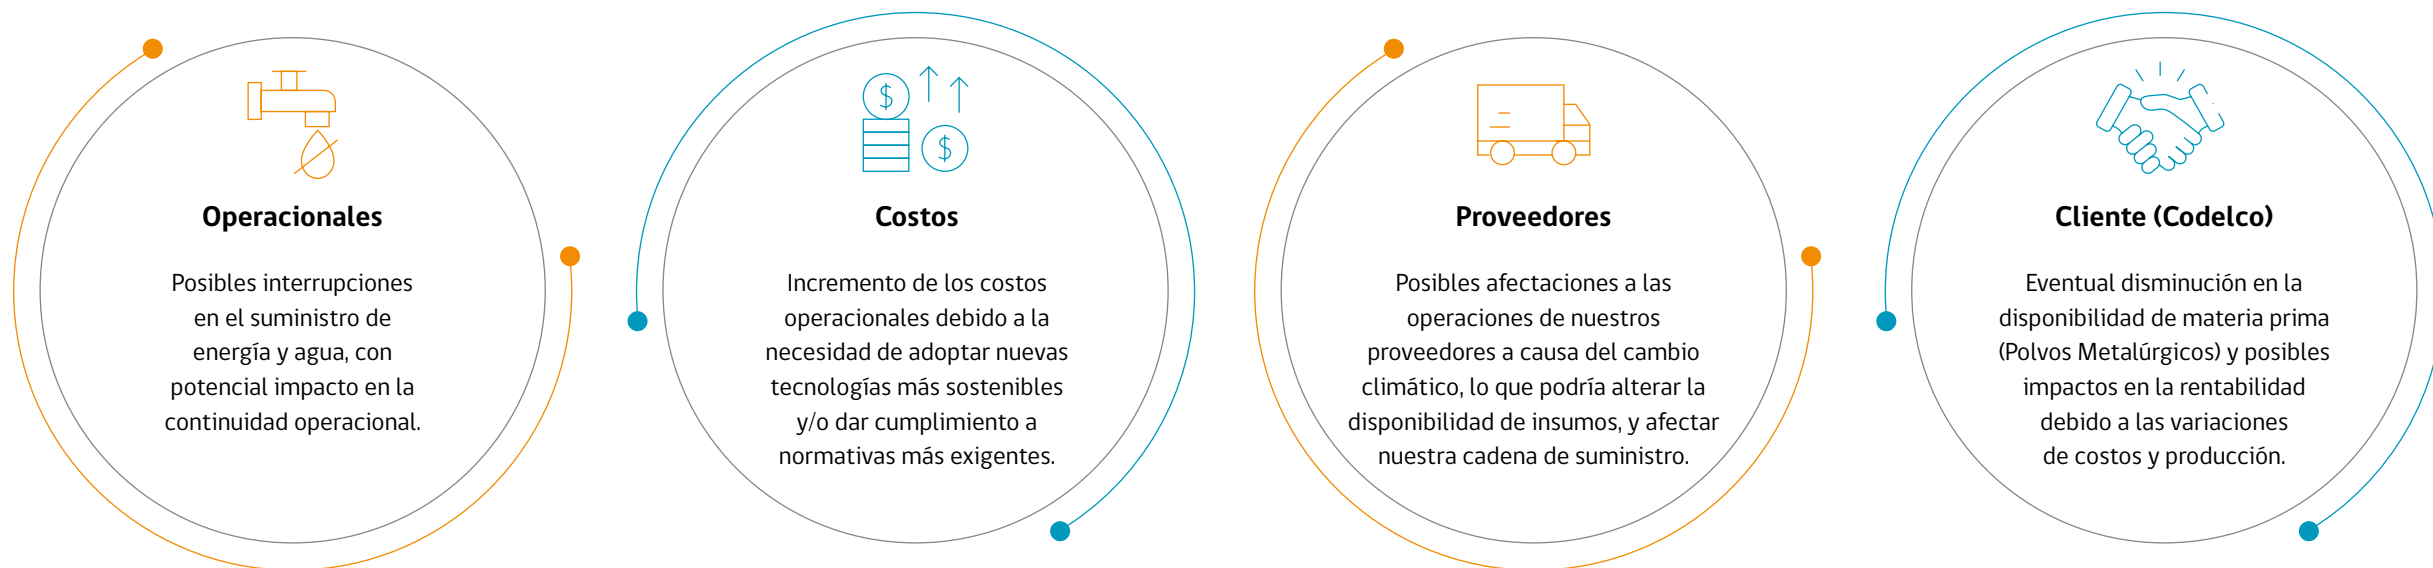 Operacionales
Posibles interrupciones
en el suministro de
energía y agua, con
potencial impacto en la
continuidad operacional.
$
$
Costos
Incremento de los costos
operacionales debido a la
necesidad de adoptar nuevas
tecnologías más sostenibles
y/o dar cumplimiento a
normativas más exigentes.
Proveedores
Posibles afectaciones a las
operaciones de nuestros
proveedores a causa del cambio
climático, lo que podría alterar la
disponibilidad de insumos, y afectar
nuestra cadena de suministro.
Cliente (Codelco)
Eventual disminución en la
disponibilidad de materia prima
(Polvos Metalúrgicos) y posibles
impactos en la rentabilidad
debido a las variaciones
de costos y producción.